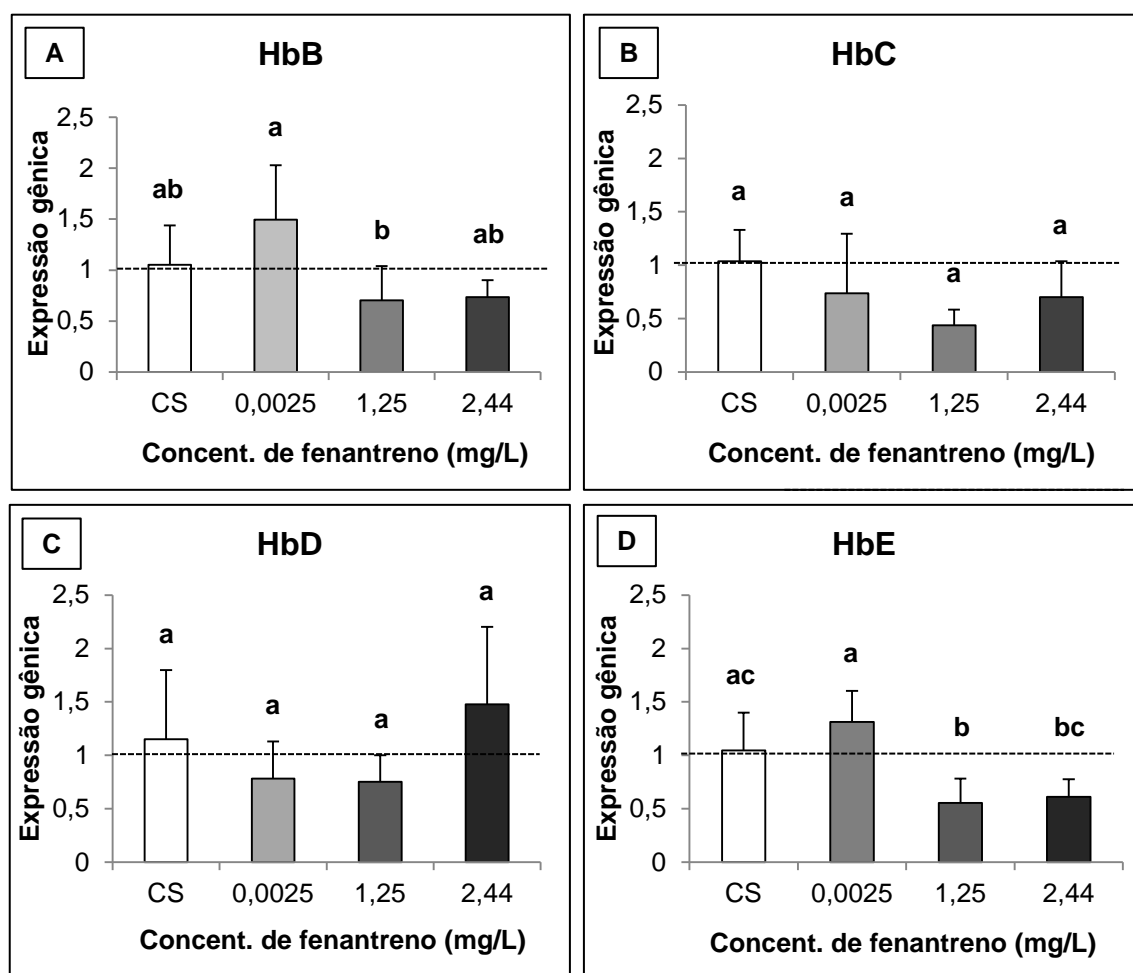 A
HbB
Expressão gênica
2,5
2
1,5
1
0,5
0
ab
a
b
ab
CS 0,0025 1,25 2,44
Concent. de fenantreno (mg/L)
B
HbC
Expressão gênica
2,5
2
1,5
1
0,5
0
a
a
a
a
CS 0,0025 1,25 2,44
Concent. de fenantreno (mg/L)
C
HbD
Expressão gênica
2,5
2
1,5
1
0,5
0
a
a
a
a
CS 0,0025 1,25 2,44
Concent. de fenantreno (mg/L)
D
HbE
Expressão gênica
2,5
2
1,5
1
0,5
0
ac
a
b
bc
CS 0,0025 1,25 2,44
Concent. de fenantreno (mg/L)